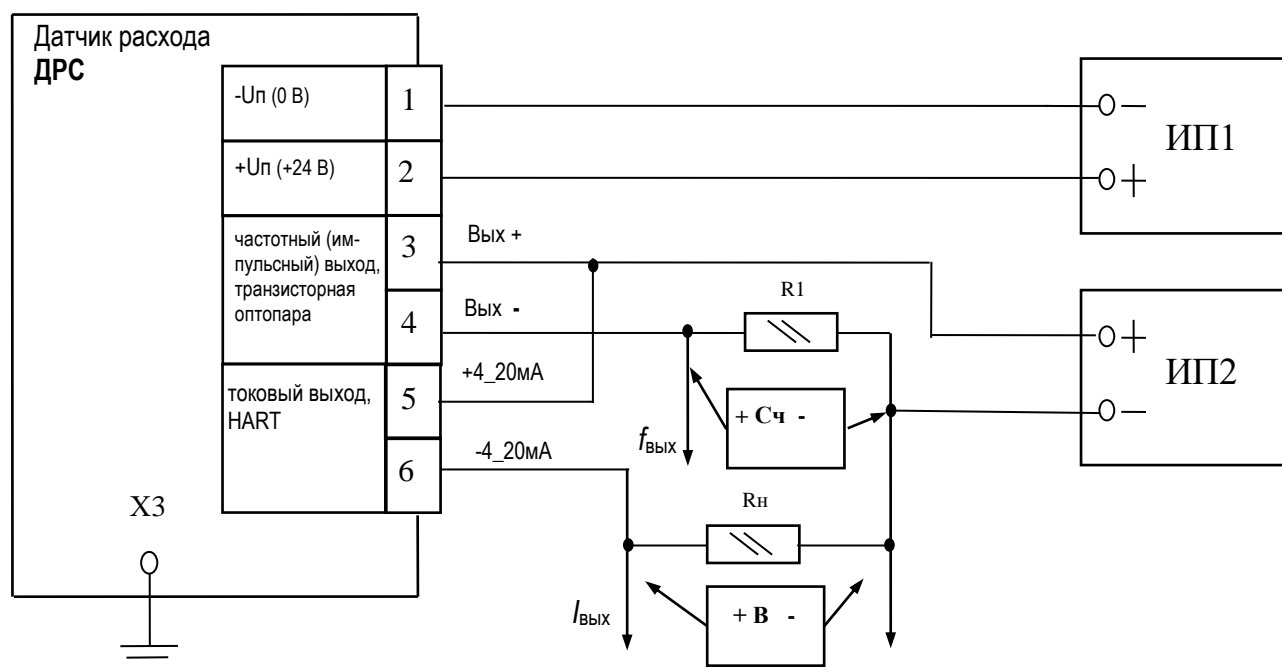 Датчик расхода
ДРС
-Uп (0 В)
1
+Uп (+24 В)
2
частотный (им-
пульсный) выход,
транзисторная
оптопара
3
4
токовый выход,
HART
5
6
Х3
Вых +
Вых -
+4_20мА
-4_20мА
R1
+ Сч -
fвых
Rн
+ В -
Iвых
− ИП1
+
+ ИП2
−